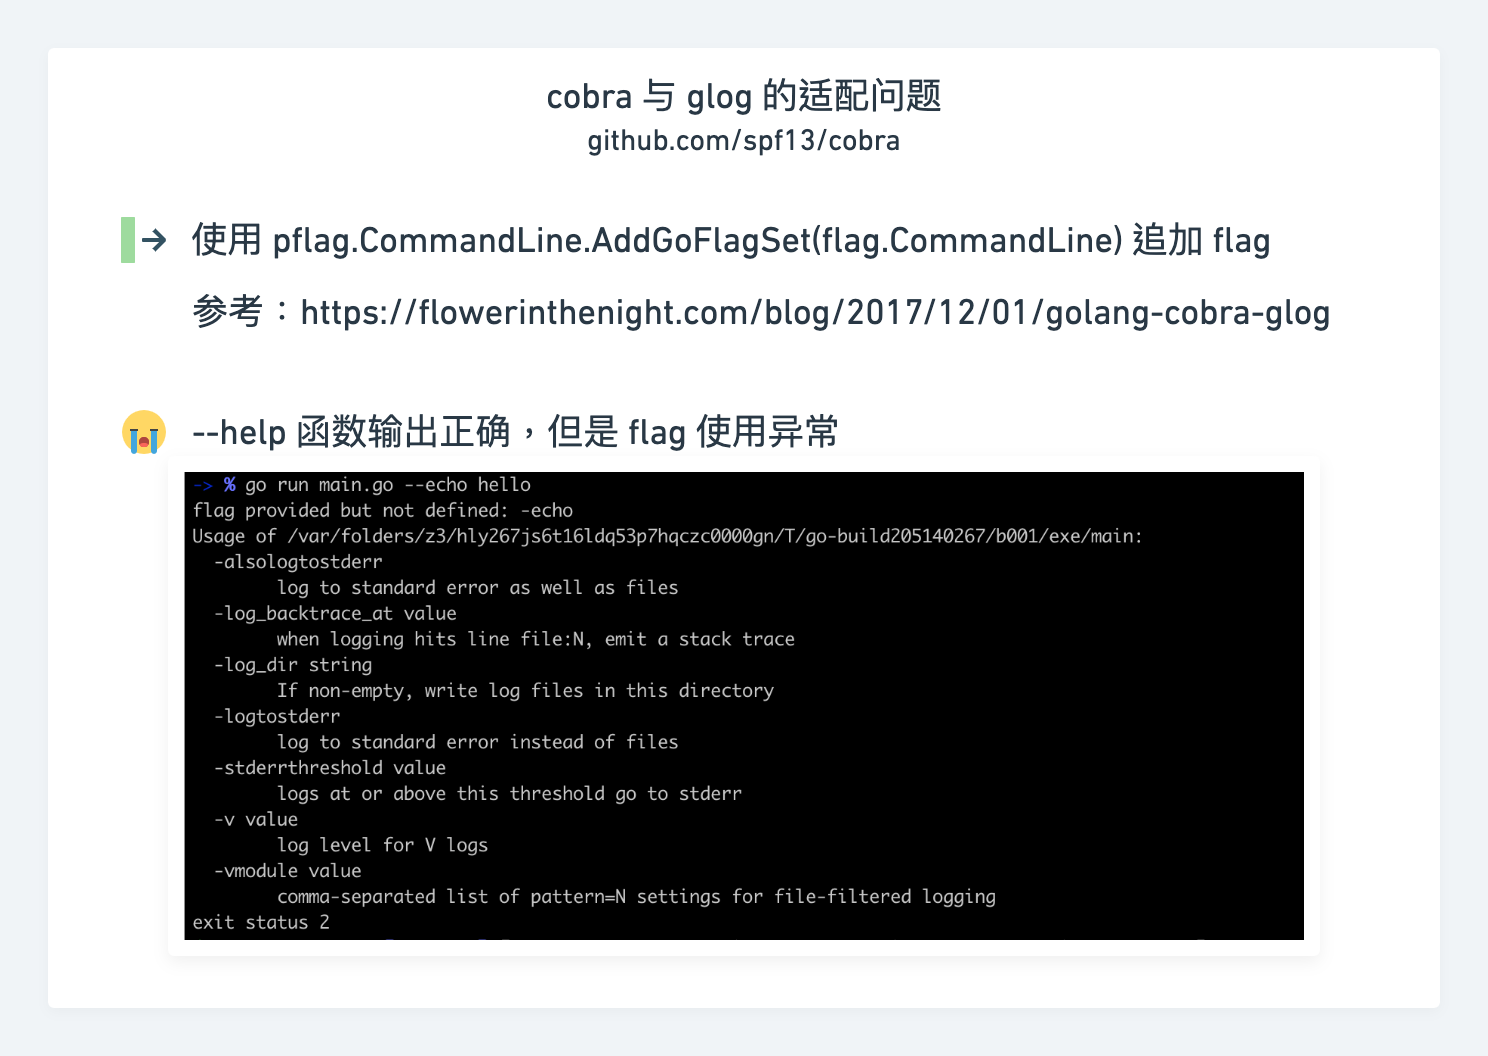 cobra 与 glog 的适配问题
github.com/spf13/cobra
→ 使用 pflag.CommandLine.AddGoFlagSet(flag.CommandLine) 追加 flag
参考：https://flowerinthenight.com/blog/2017/12/01/golang-cobra-glog
--help 函数输出正确，但是 flag 使用异常
-> % go run main.go --echo hello
flag provided but not defined: -echo
Usage of /var/folders/z3/hly267js6t16ldq53p7hqczc0000gn/T/go-build205140267/b001/exe/main:
  -alsologtostderr
        log to standard error as well as files
  -log_backtrace_at value
        when logging hits line file:N, emit a stack trace
  -log_dir string
        If non-empty, write log files in this directory
  -logtostderr
        log to standard error instead of files
  -stderrthreshold value
        logs at or above this threshold go to stderr
  -v value
        log level for V logs
  -vmodule value
        comma-separated list of pattern=N settings for file-filtered logging
exit status 2